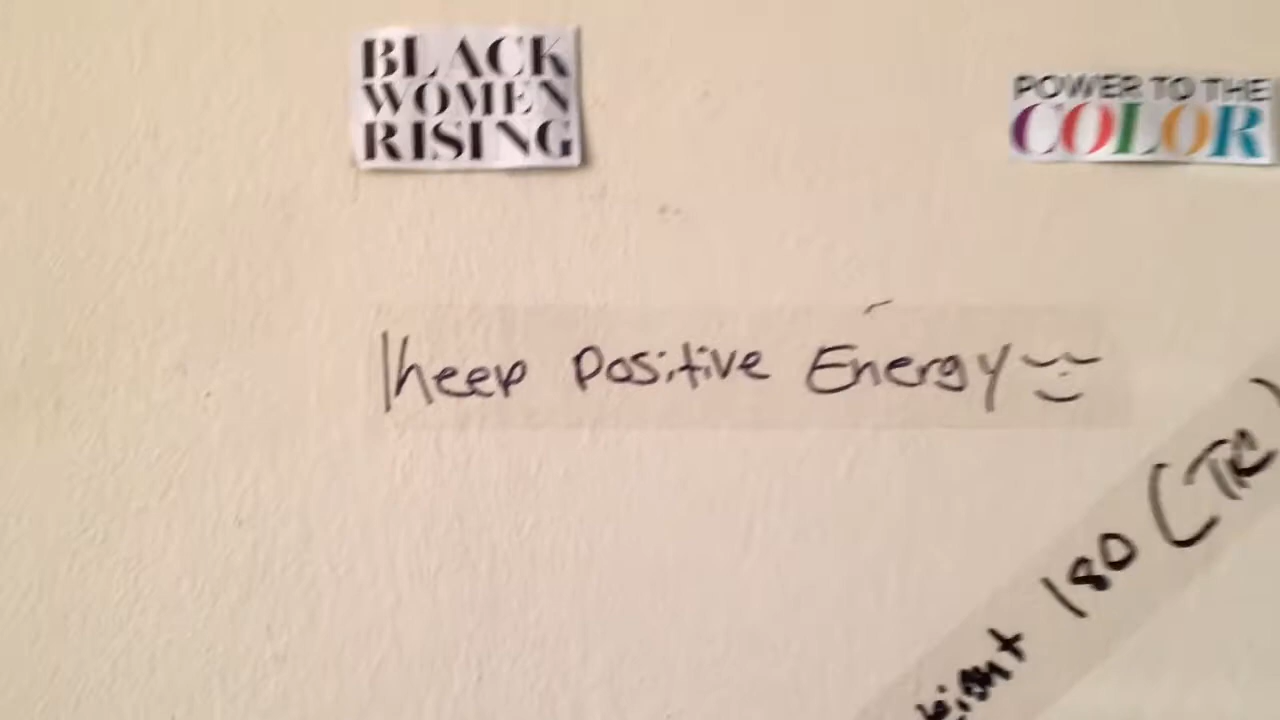 BLACK
WOMEN
RISING
POWER TO THE
COLOR
Keep Positive Energy
180